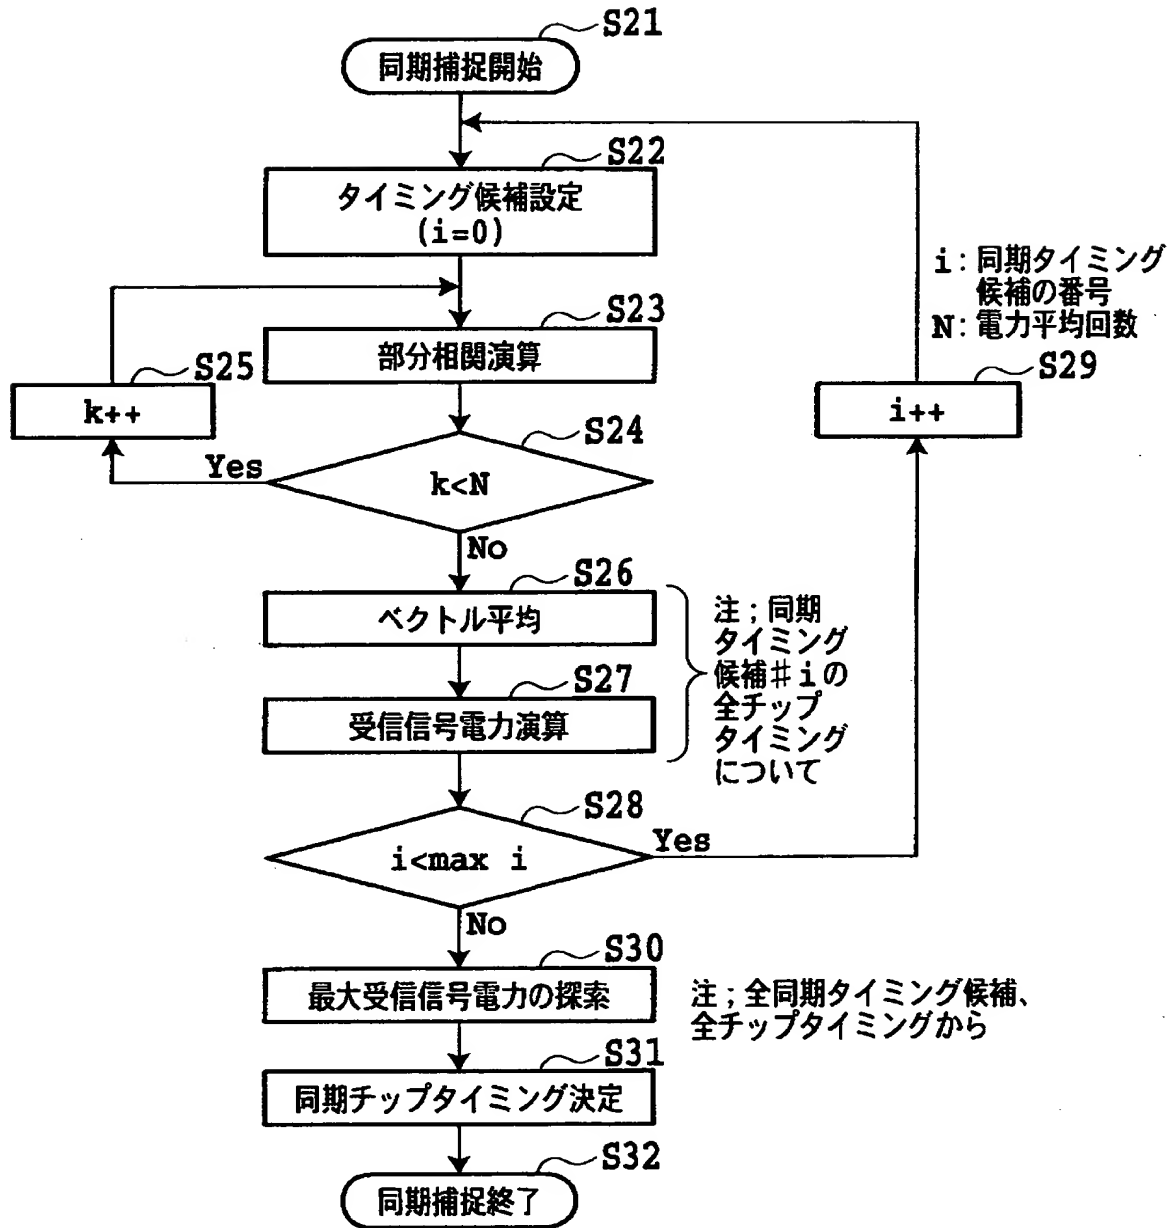 S21
同期捕捉開始
S22
タイミング候補設定
(i=0)
i:同期タイミング
候補の番号
N:電力平均回数
S23
部分相関演算
S25
k++
S29
i++
S24
k<N
Yes
No
S26
ベクトル平均
注;同期
タイミング
候補#iの
全チップ
タイミング
について
S27
受信信号電力演算
S28
i<max i
Yes
No
S30
最大受信信号電力の探索
注;全同期タイミング候補、
全チップタイミングから
S31
同期チップタイミング決定
S32
同期捕捉終了